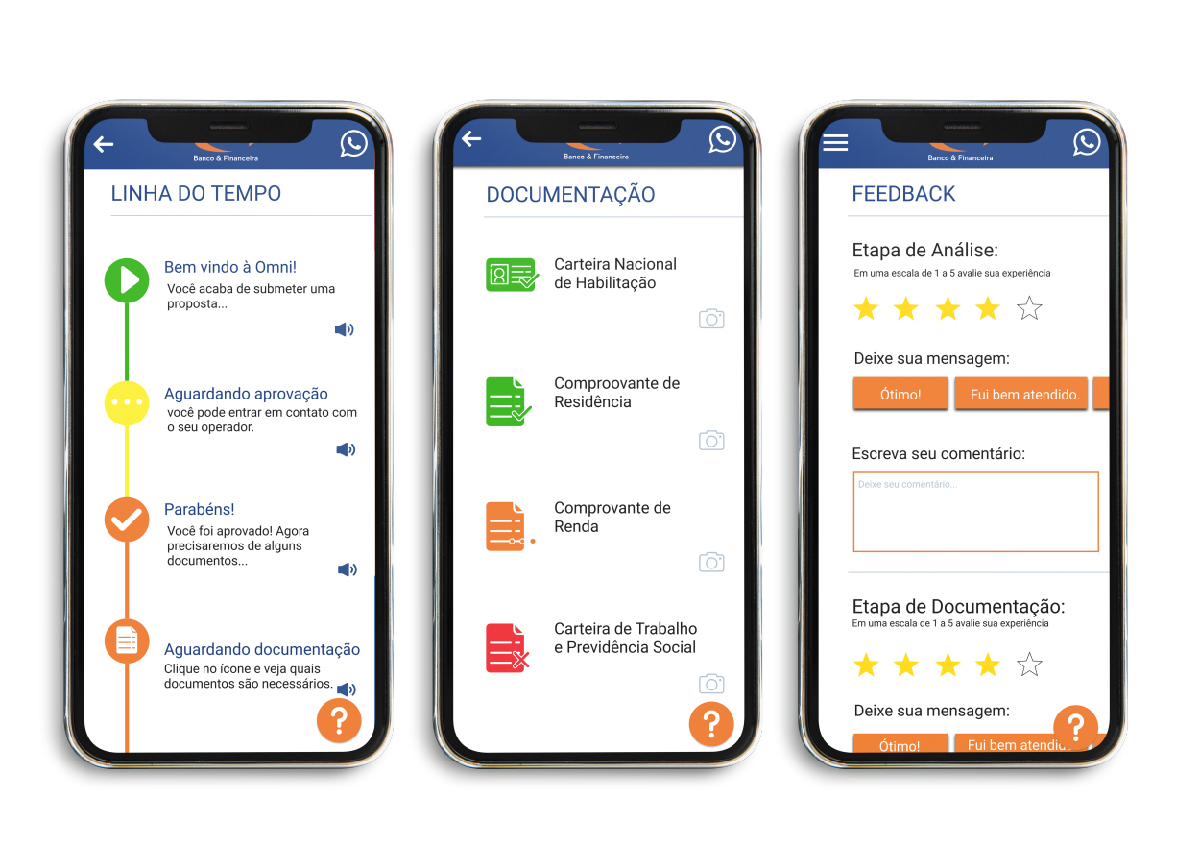 Banco & Financeira
LINHA DO TEMPO
Bem vindo à Omni!
Você acaba de submeter uma
proposta...
Aguardando aprovação
você pode entrar em contato com
o seu operador.
Parabéns!
Você foi aprovado! Agora
precisaremos de alguns
documentos...
Aguardando documentação
Clique no ícone e veja quais
documentos são necessários.
?
Banco & Financeira
DOCUMENTAÇÃO
Carteira Nacional
de Habilitação
Comproovante de
Residência
Comprovante de
Renda
Carteira de Trabalho
e Previdência Social
?
Banco & Financeira
FEEDBACK
Etapa de Análise:
Em uma escala de 1 a 5 avalie sua experiência
Deixe sua mensagem:
Ótimo!
Fui bem atendido.
Escreva seu comentário:
Deixe seu comentário...
Etapa de Documentação:
Em uma escala de 1 a 5 avalie sua experiência
Deixe sua mensagem:
Ótimo!
Fui bem atendid
?